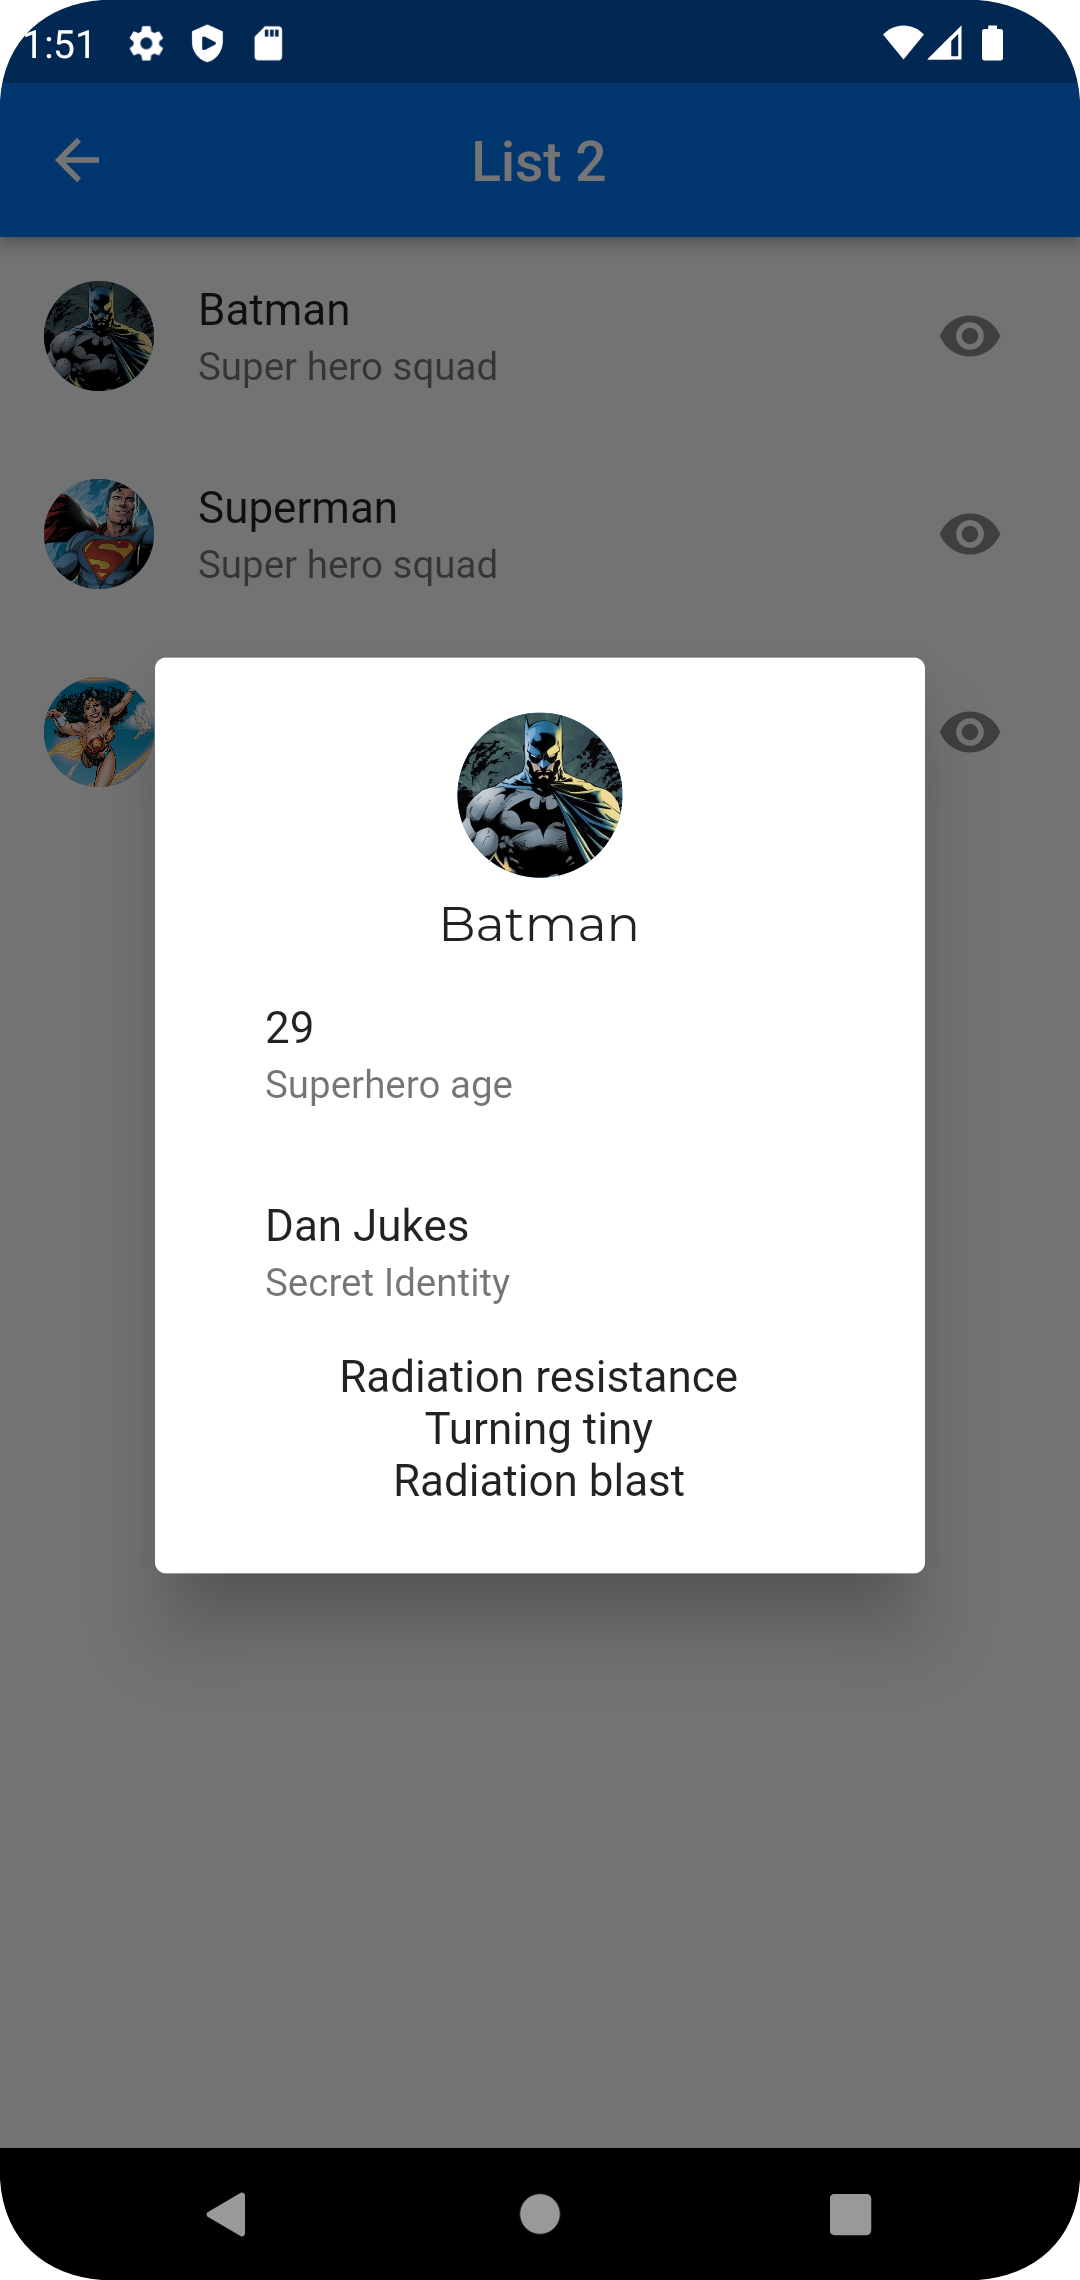 1:51
List 2
Batman
Super hero squad
Superman
Super hero squad
Batman
29
Superhero age
Dan Jukes
Secret Identity
Radiation resistance
Turning tiny
Radiation blast